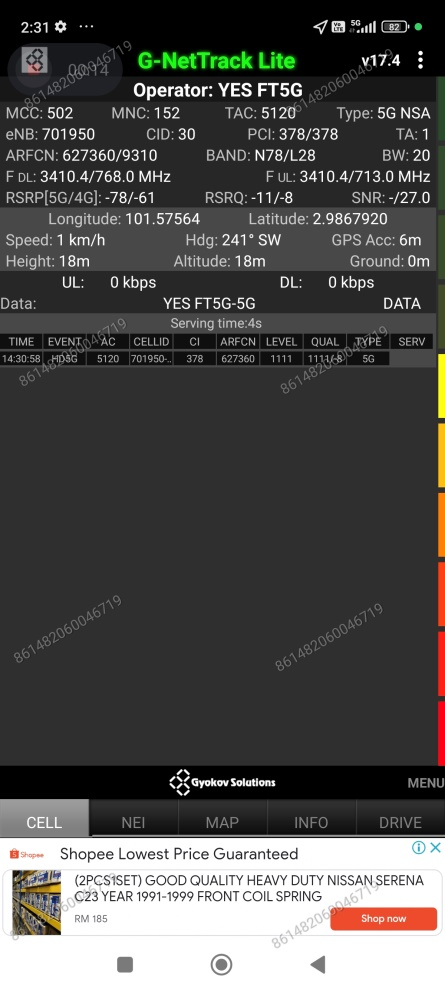 2:31 ... VoLTE 5G 82
00:14 G-NetTrack Lite v17.4
Operator: YES FT5G
MCC: 502 MNC: 152 TAC: 5120 Type: 5G NSA
eNB: 701950 CID: 30 PCI: 378/378 TA: 1
ARFCN: 627360/9310 BAND: N78/L28 BW: 20
F DL: 3410.4/768.0 MHz F UL: 3410.4/713.0 MHz
RSRP[5G/4G]: -78/-61 RSRQ: -11/-8 SNR: -/27.0
Longitude: 101.57564 Latitude: 2.9867920
Speed: 1 km/h Hdg: 241° SW GPS Acc: 6m
Height: 18m Altitude: 18m Ground: 0m
UL: 0 kbps DL: 0 kbps
Data: YES FT5G-5G DATA
Serving time:4s
TIME EVENT AC CELLID CI ARFCN LEVEL QUAL TYPE SERV
14:30:58 HD5G 5120 701950-.. 378 627360 1111 1111/-8 5G
861482060046719
861482060046719
861482060046719
861482060046719
861482060046719
861482060046719
Gyokov Solutions MENU
CELL NEI MAP INFO DRIVE
Shopee Shopee Lowest Price Guaranteed
(2PCS1SET) GOOD QUALITY HEAVY DUTY NISSAN SERENA
C23 YEAR 1991-1999 FRONT COIL SPRING
RM 185 Shop now
861482060046719
861482060046719